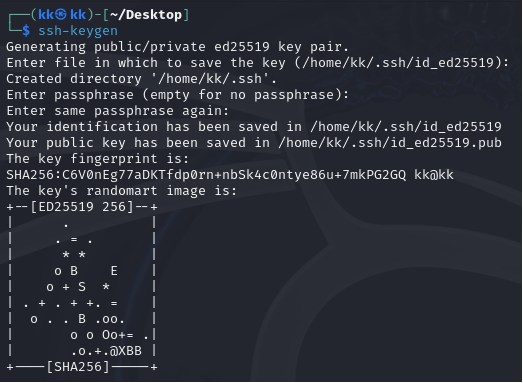 ┌──(kk㉿kk)-[~/Desktop]
└─$ ssh-keygen
Generating public/private ed25519 key pair.
Enter file in which to save the key (/home/kk/.ssh/id_ed25519):
Created directory '/home/kk/.ssh'.
Enter passphrase (empty for no passphrase):
Enter same passphrase again:
Your identification has been saved in /home/kk/.ssh/id_ed25519
Your public key has been saved in /home/kk/.ssh/id_ed25519.pub
The key fingerprint is:
SHA256:C6V0nEg77aDKTfdp0rn+nbSk4c0ntye86u+7mkPG2GQ kk@kk
The key's randomart image is:
+--[ED25519 256]--+
|      .          |
|     . = .       |
|      * *        |
|     o B    E    |
|    o + S  *     |
| . + . + +. =    |
|  o . . B .oo.   |
|       o o Oo+= .|
|       .o.+.@XBB |
+----[SHA256]-----+